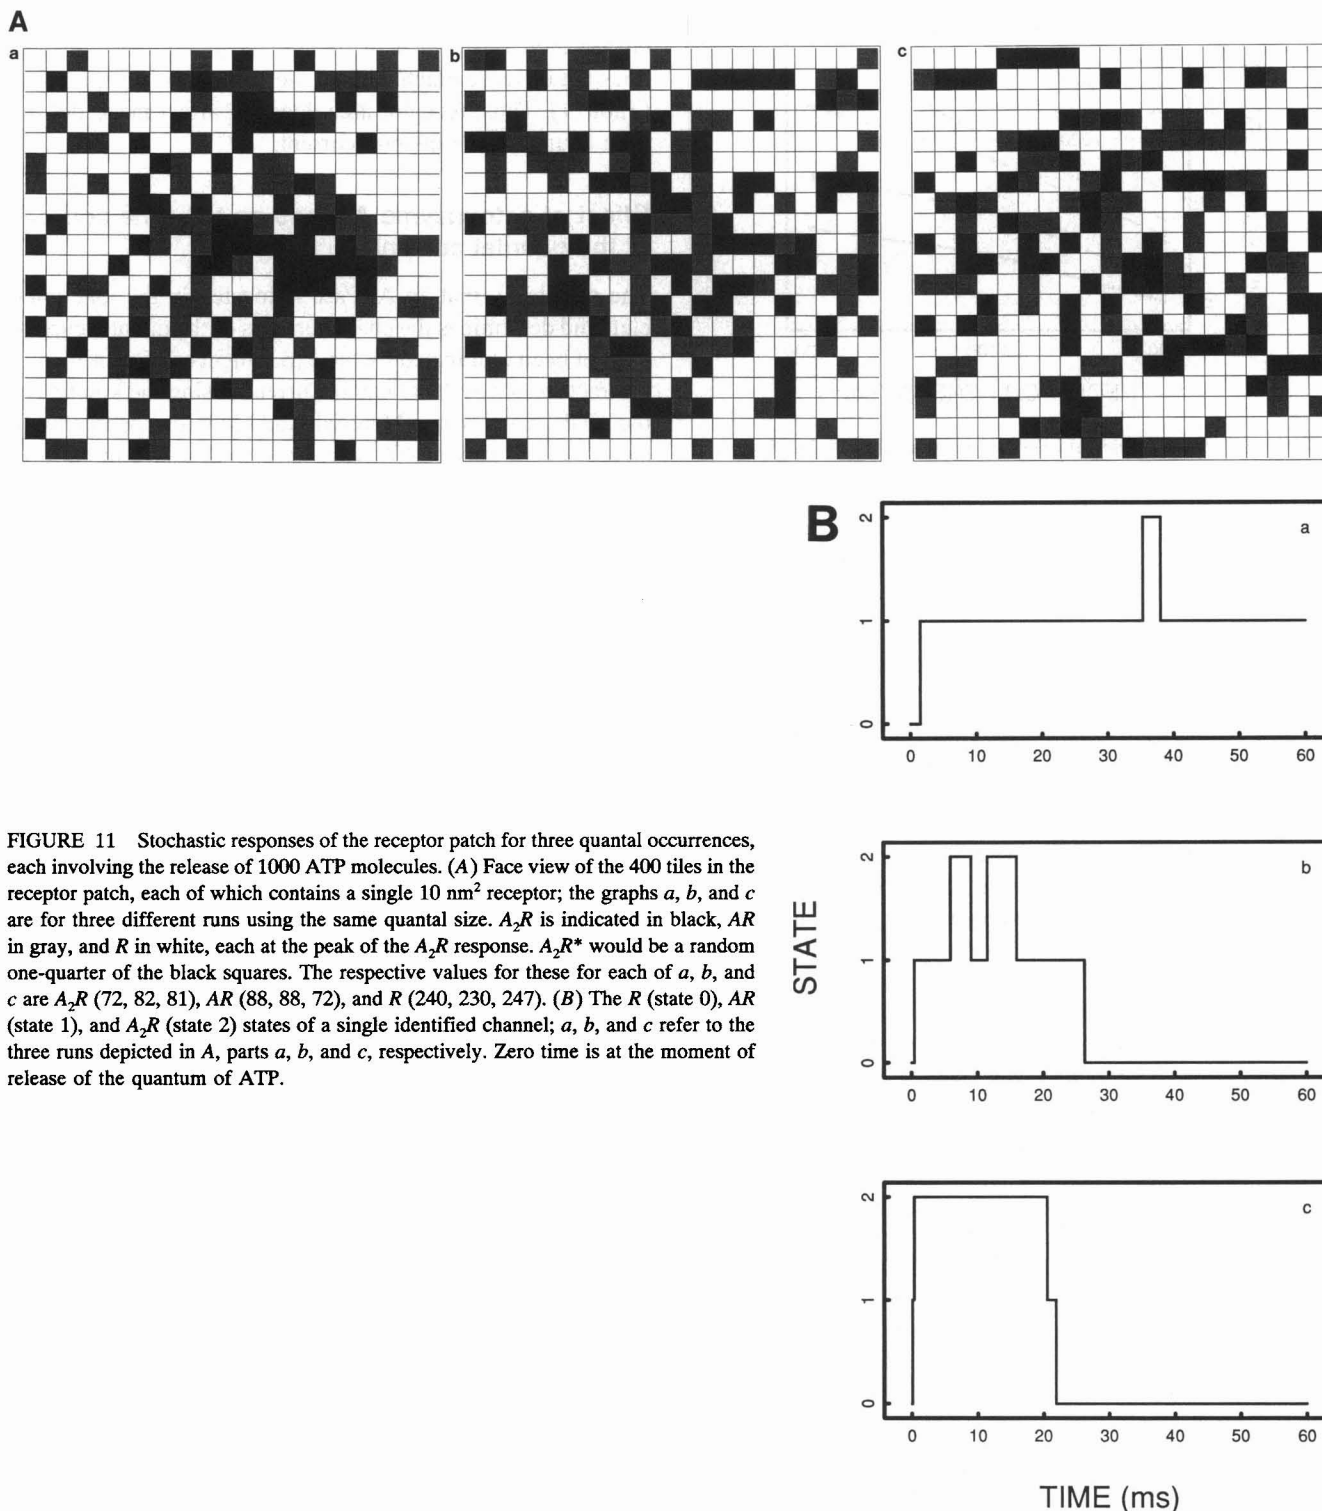 A
a
b
c
B
a
2
1
0
0 10 20 30 40 50 60
FIGURE 11 Stochastic responses of the receptor patch for three quantal occurrences,
each involving the release of 1000 ATP molecules. (A) Face view of the 400 tiles in the
receptor patch, each of which contains a single 10 nm² receptor; the graphs a, b, and c
are for three different runs using the same quantal size. A₂R is indicated in black, AR
in gray, and R in white, each at the peak of the A₂R response. A₂R* would be a random
one-quarter of the black squares. The respective values for these for each of a, b, and
c are A₂R (72, 82, 81), AR (88, 88, 72), and R (240, 230, 247). (B) The R (state 0), AR
(state 1), and A₂R (state 2) states of a single identified channel; a, b, and c refer to the
three runs depicted in A, parts a, b, and c, respectively. Zero time is at the moment of
release of the quantum of ATP.
b
2
1
0
0 10 20 30 40 50 60
STATE
c
2
1
0
0 10 20 30 40 50 60
TIME (ms)